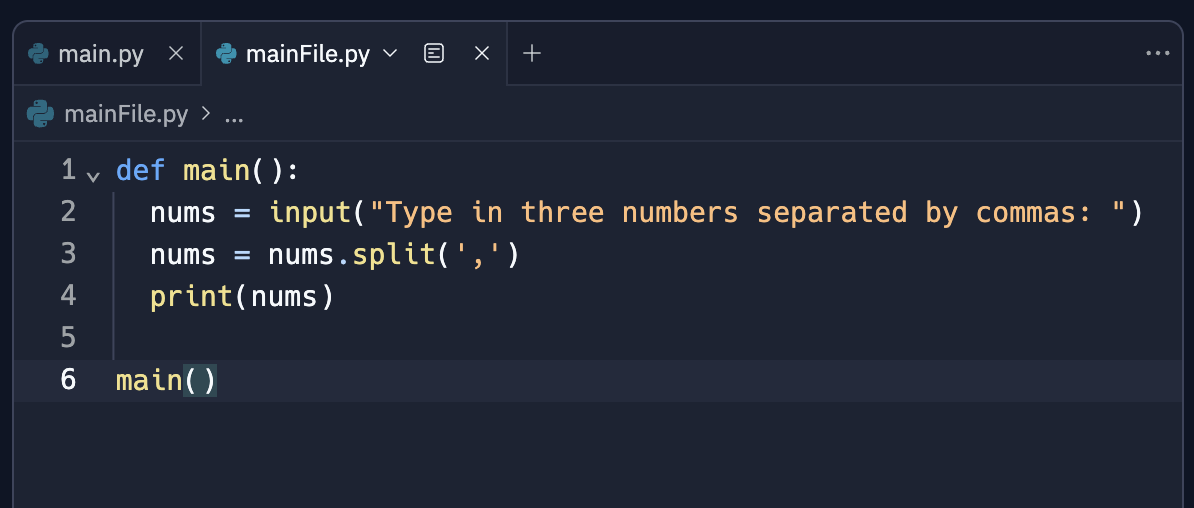 main.py
mainFile.py
mainFile.py > ...
1 def main():
2   nums = input("Type in three numbers separated by commas: ")
3   nums = nums.split(',')
4   print(nums)
5
6 main()